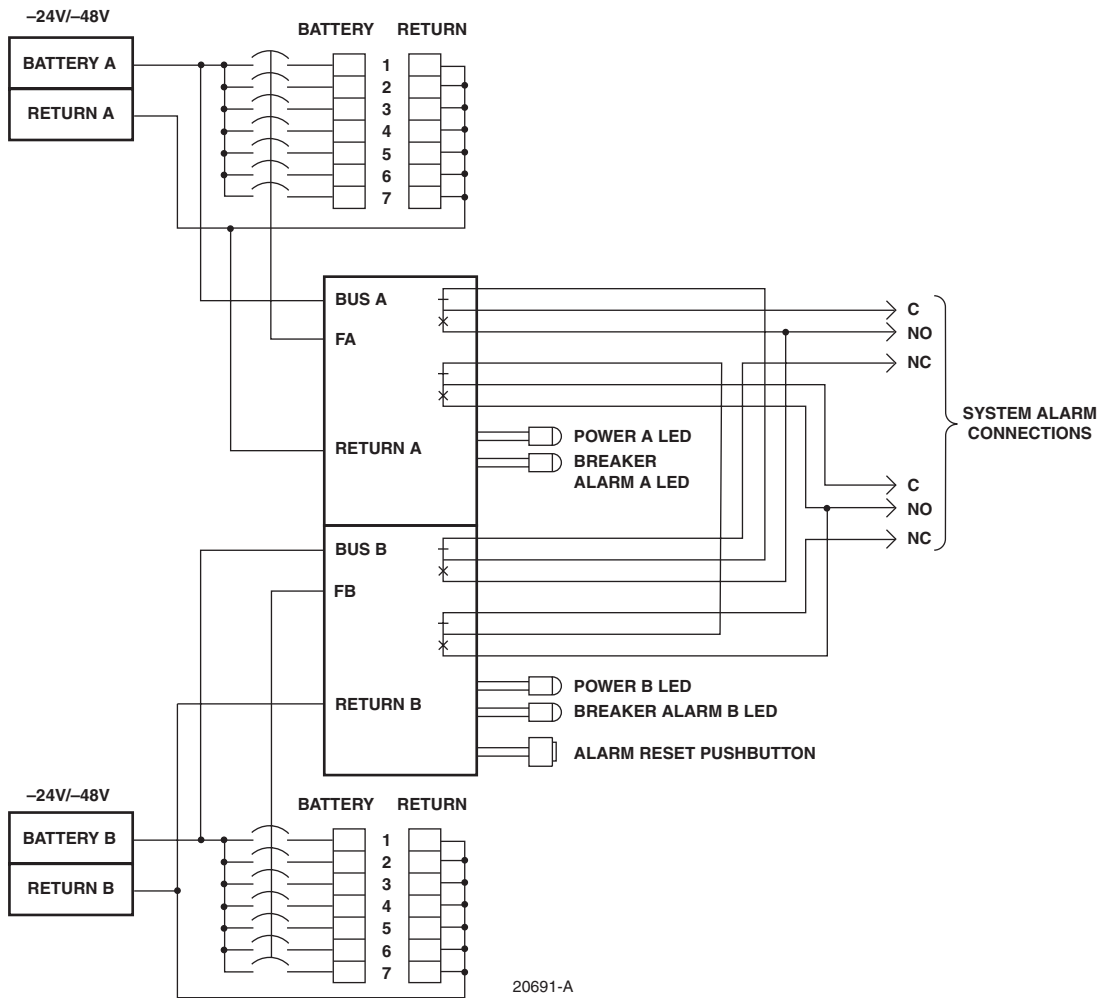 –24V/–48V
BATTERY A
RETURN A
BATTERY RETURN
1
2
3
4
5
6
7
BUS A
FA
RETURN A
POWER A LED
BREAKER
ALARM A LED
C
NO
NC
C
NO
NC
SYSTEM ALARM
CONNECTIONS
BUS B
FB
RETURN B
POWER B LED
BREAKER ALARM B LED
ALARM RESET PUSHBUTTON
–24V/–48V
BATTERY B
RETURN B
BATTERY RETURN
1
2
3
4
5
6
7
20691-A